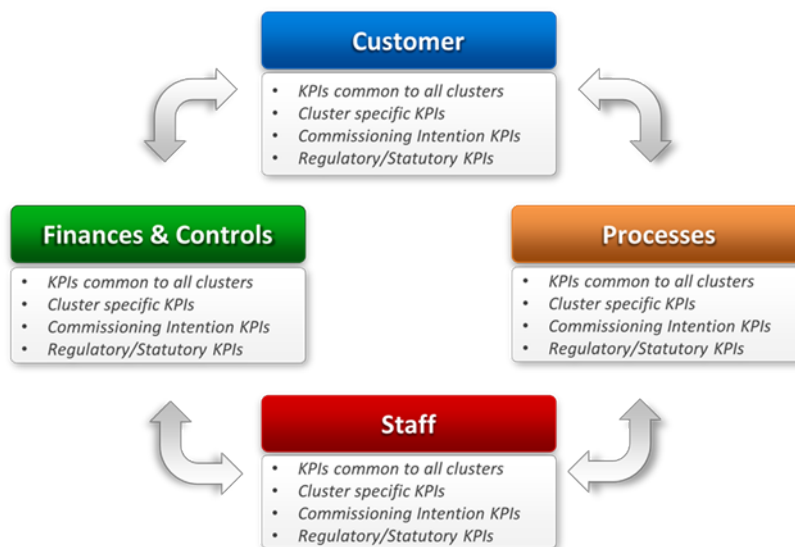 Customer
• KPIs common to all clusters
• Cluster specific KPIs
• Commissioning Intention KPIs
• Regulatory/Statutory KPIs
Finances & Controls
• KPIs common to all clusters
• Cluster specific KPIs
• Commissioning Intention KPIs
• Regulatory/Statutory KPIs
Processes
• KPIs common to all clusters
• Cluster specific KPIs
• Commissioning Intention KPIs
• Regulatory/Statutory KPIs
Staff
• KPIs common to all clusters
• Cluster specific KPIs
• Commissioning Intention KPIs
• Regulatory/Statutory KPIs